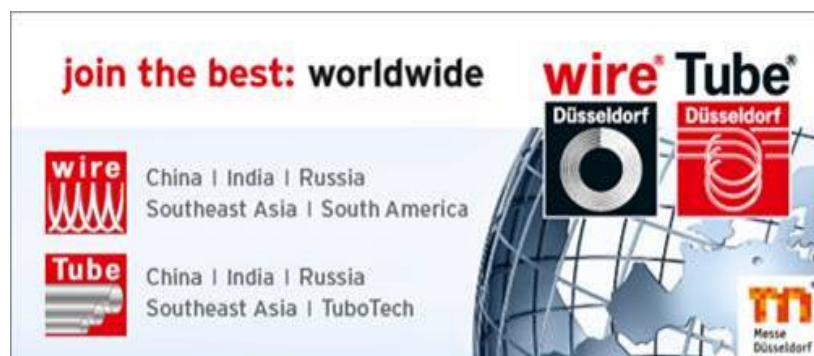 join the best: worldwide
wire® Tube®
Düsseldorf Düsseldorf
wire
China | India | Russia
Southeast Asia | South America
Tube
China | India | Russia
Southeast Asia | TuboTech
Messe
Düsseldorf